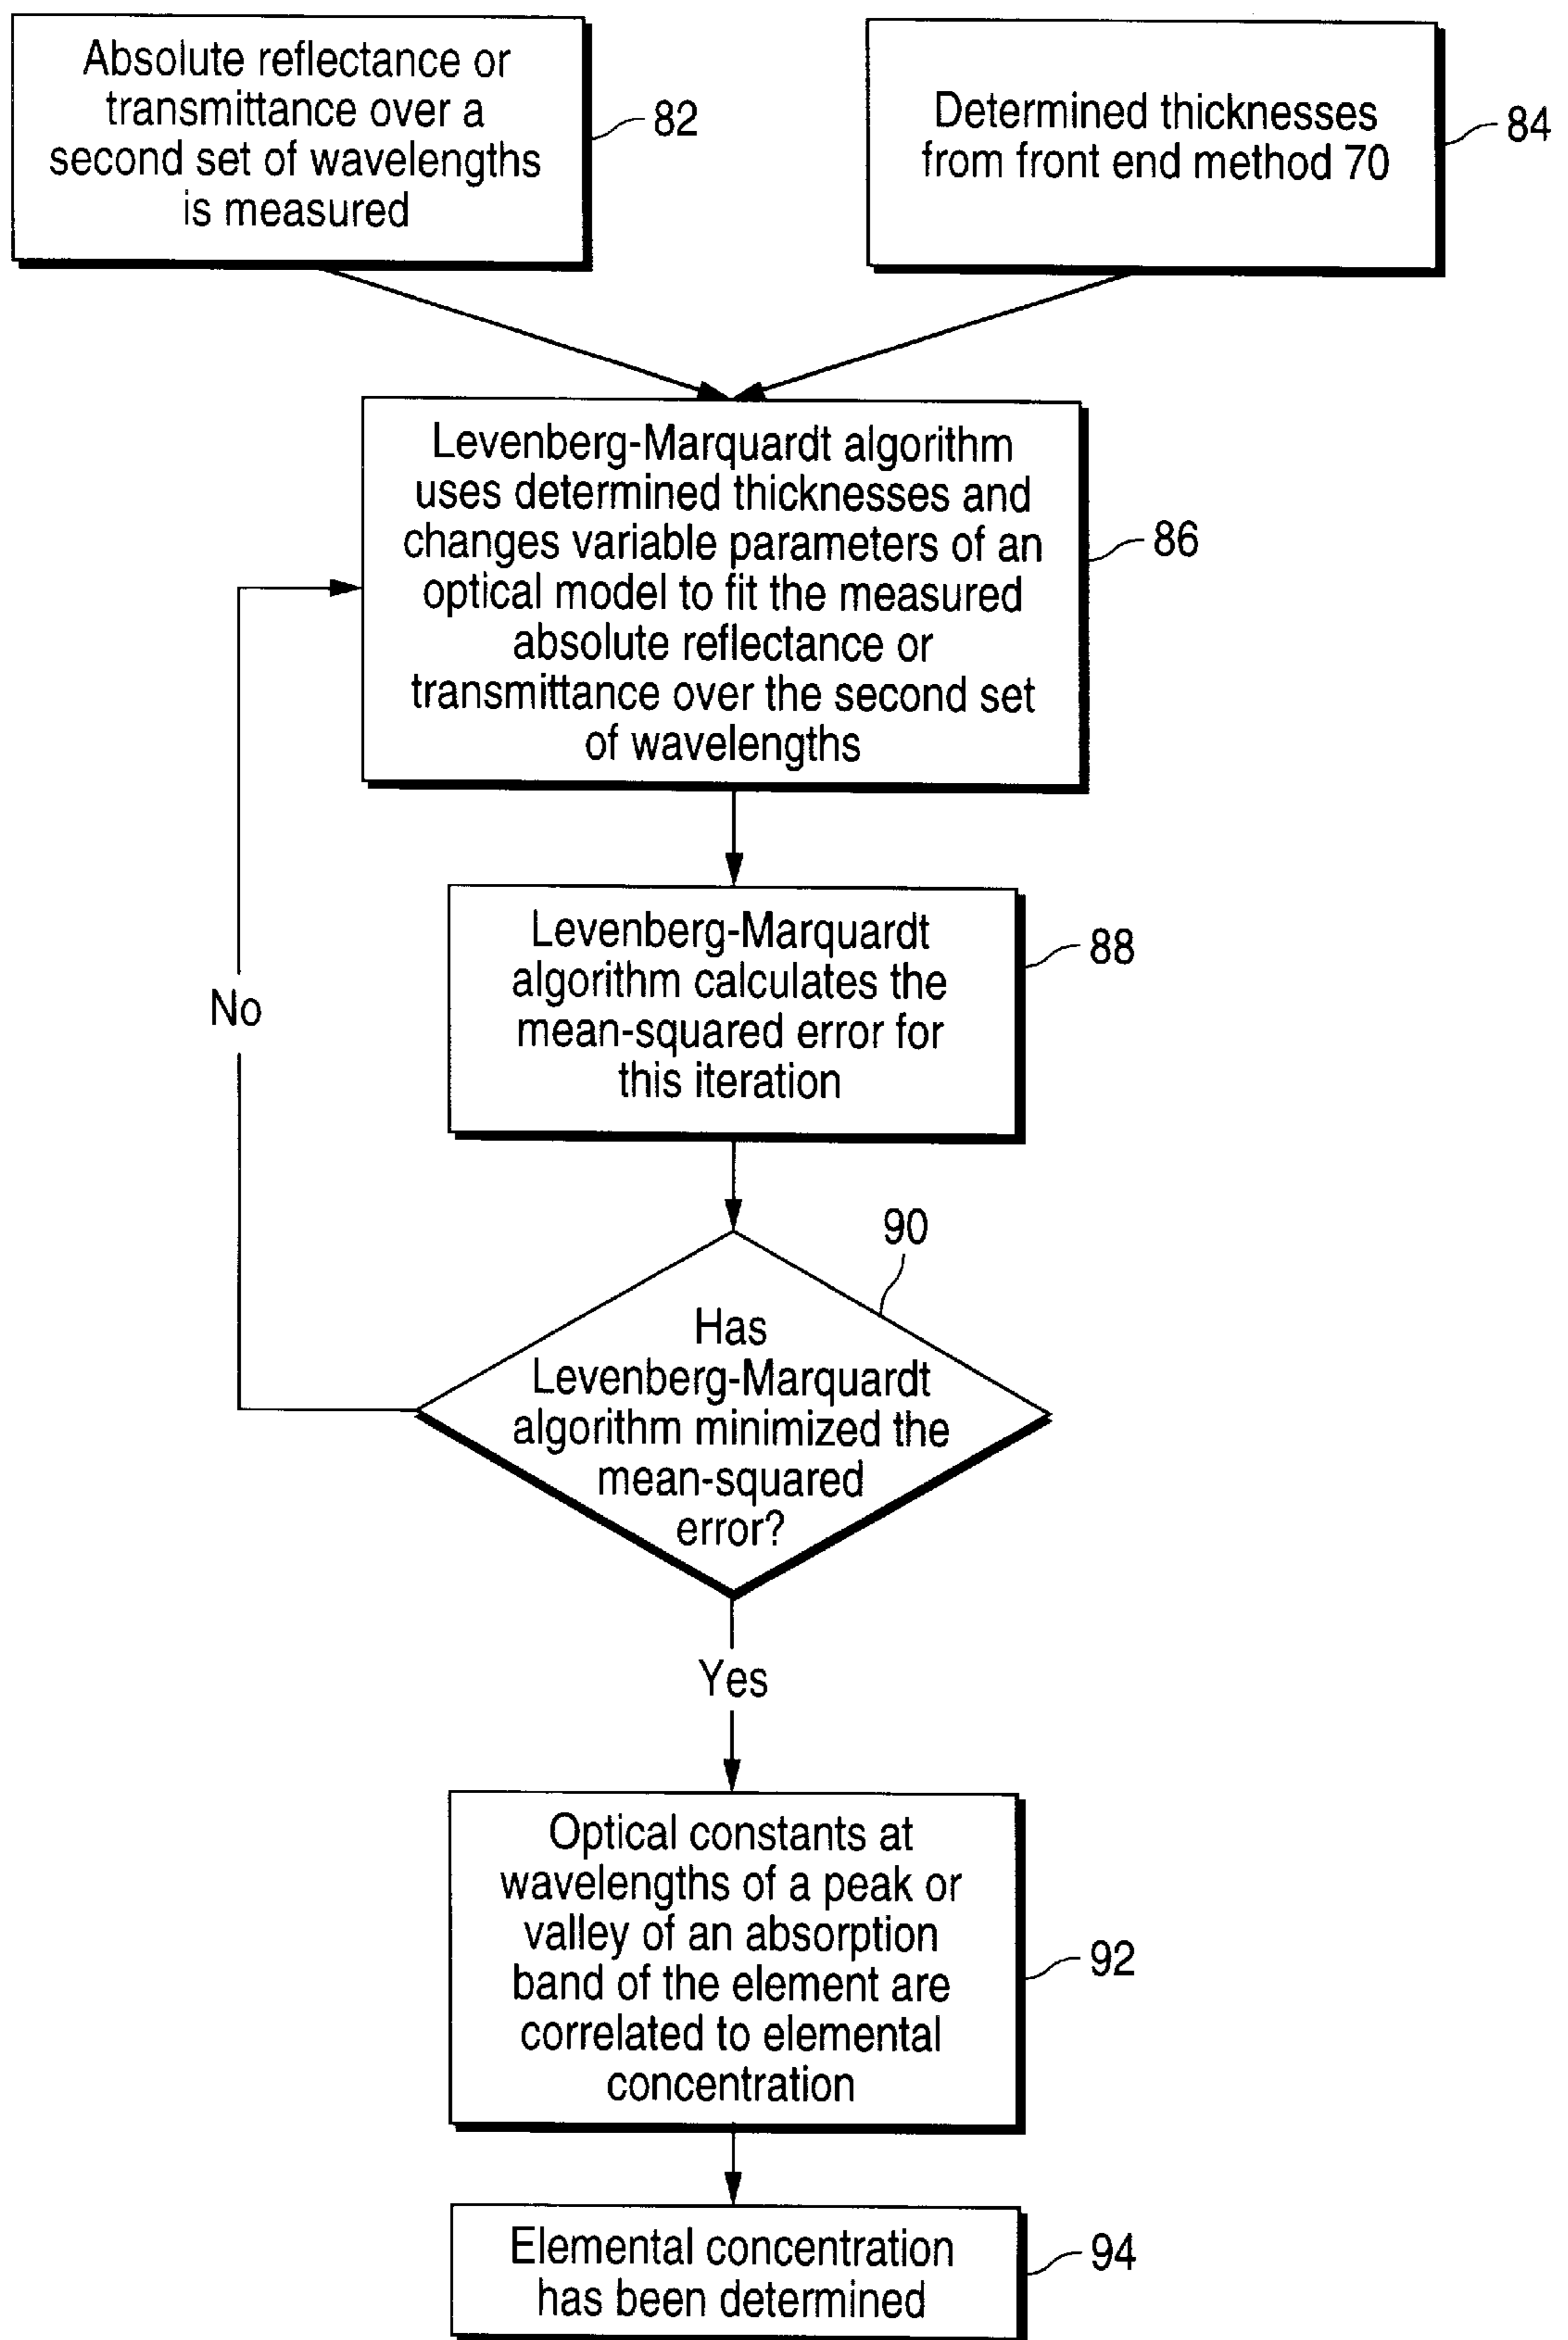 Absolute reflectance or
transmittance over a
second set of wavelengths
is measured
82
Determined thicknesses
from front end method 70
84
Levenberg-Marquardt algorithm
uses determined thicknesses and
changes variable parameters of an
optical model to fit the measured
absolute reflectance or
transmittance over the second set
of wavelengths
86
Levenberg-Marquardt
algorithm calculates the
mean-squared error for
this iteration
88
No
90
Has
Levenberg-Marquardt
algorithm minimized the
mean-squared
error?
Yes
Optical constants at
wavelengths of a peak or
valley of an absorption
band of the element are
correlated to elemental
concentration
92
Elemental concentration
has been determined
94